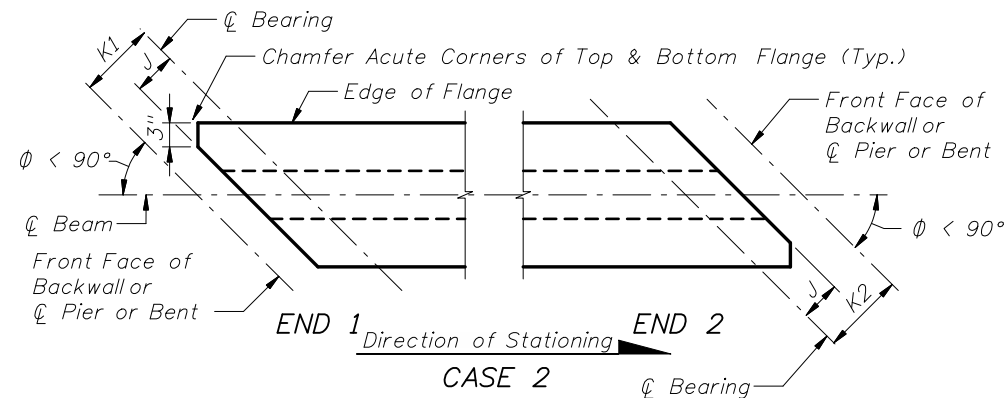 K1
℄ Bearing
J
Chamfer Acute Corners of Top & Bottom Flange (Typ.)
Edge of Flange
3"
Front Face of
Backwall or
℄ Pier or Bent
Φ < 90°
℄ Beam
Φ < 90°
Front Face of
Backwall or
℄ Pier or Bent
J
K2
END 1
END 2
Direction of Stationing
CASE 2
℄ Bearing